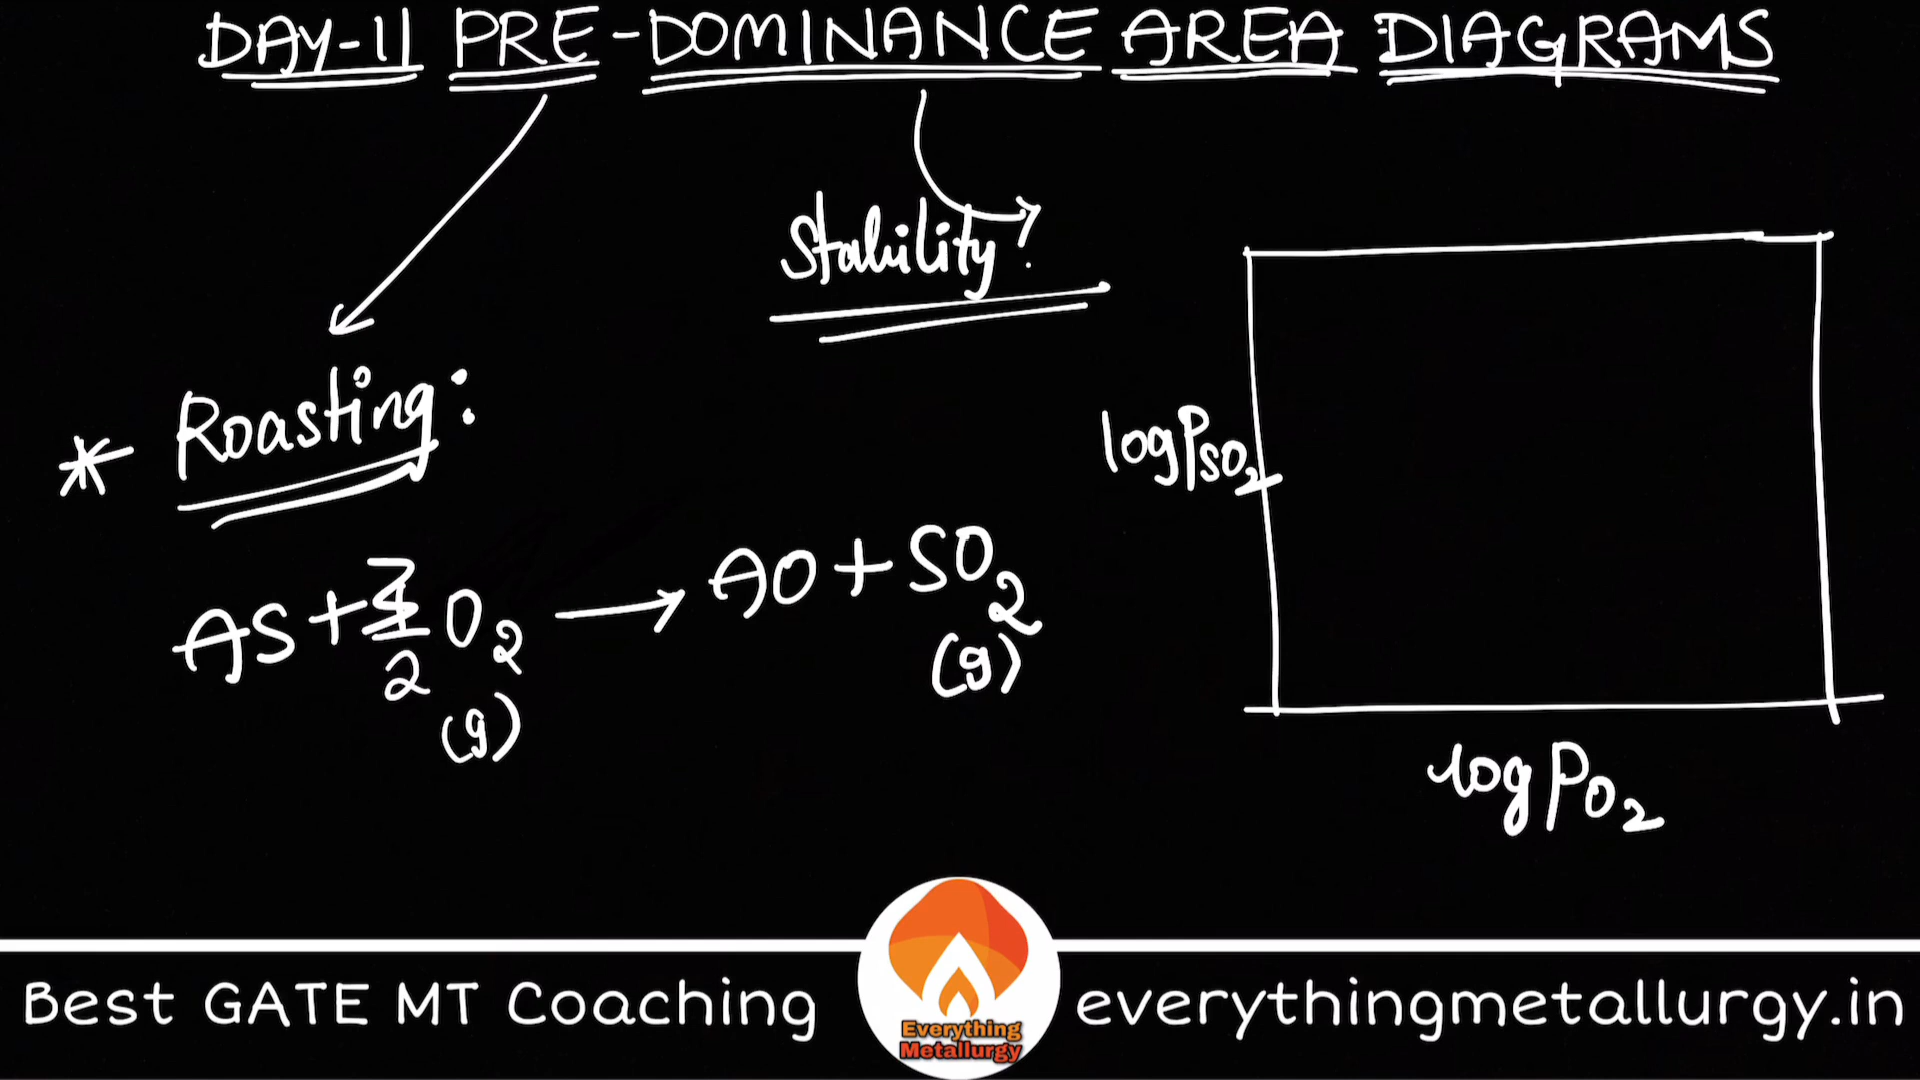 DAY-11 PRE-DOMINANCE AREA DIAGRAMS
Stability?
* Roasting:
AS + 3/2 O2 (g) → AO + SO2 (g)
log PSO2
log PO2
Best GATE MT Coaching
Everything
Metallurgy
everythingmetallurgy.in